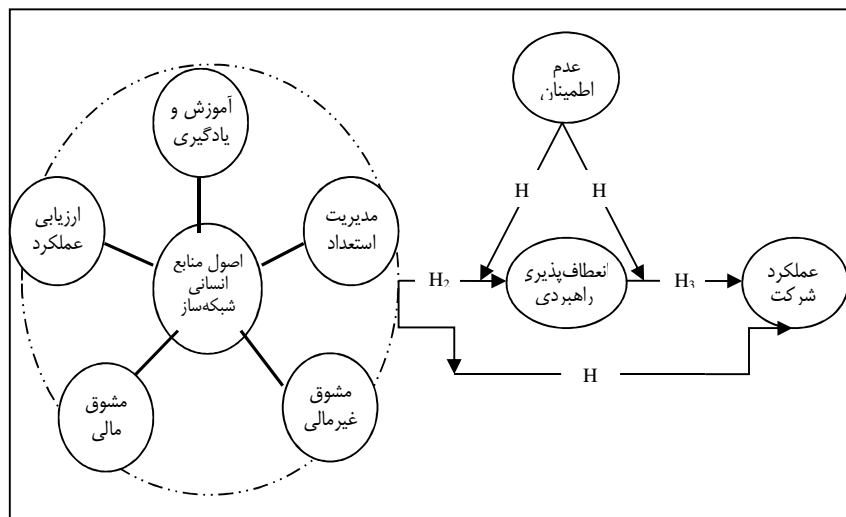 عدم
اطمینان
آموزش و
یادگیری
ارزیابی
عملکرد
مدیریت
استعداد
اصول منابع
انسانی
شبکه‌ساز
مشوق
مالی
مشوق
غیرمالی
H
H
H₂
انعطاف‌پذیری
راهبردی
H₃
عملکرد
شرکت
H